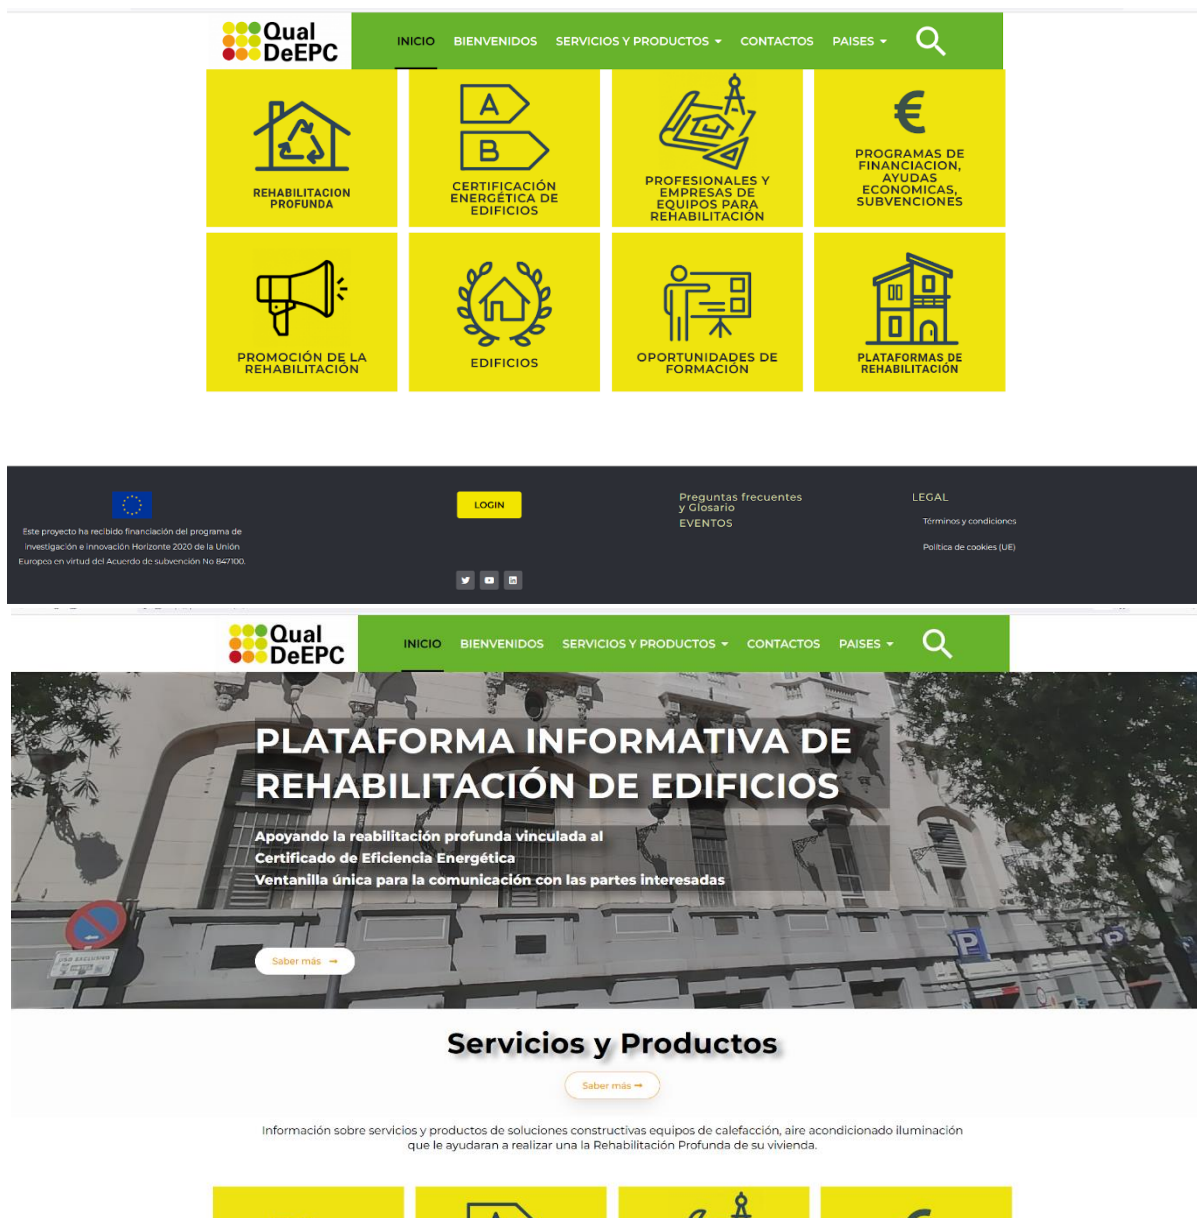 Qual
DeEPC
INICIO BIENVENIDOS SERVICIOS Y PRODUCTOS CONTACTOS PAISES
REHABILITACION
PROFUNDA
A
B
CERTIFICACIÓN
ENERGÉTICA DE
EDIFICIOS
PROFESIONALES Y
EMPRESAS DE
EQUIPOS PARA
REHABILITACIÓN
€
PROGRAMAS DE
FINANCIACION,
AYUDAS
ECONOMICAS,
SUBVENCIONES
PROMOCIÓN DE LA
REHABILITACIÓN
EDIFICIOS
OPORTUNIDADES DE
FORMACIÓN
PLATAFORMAS DE
REHABILITACIÓN
Este proyecto ha recibido financiación del programa de
investigación e innovación Horizonte 2020 de la Unión
Europea en virtud del Acuerdo de subvención No 847100.
LOGIN
Preguntas frecuentes
y Glosario
EVENTOS
LEGAL
Términos y condiciones
Política de cookies (UE)
Qual
DeEPC
INICIO BIENVENIDOS SERVICIOS Y PRODUCTOS CONTACTOS PAISES
PLATAFORMA INFORMATIVA DE
REHABILITACIÓN DE EDIFICIOS
Apoyando la reabilitación profunda vinculada al
Certificado de Eficiencia Energética
Ventanilla única para la comunicación con las partes interesadas
Saber más →
P
P
Servicios y Productos
Saber más →
Información sobre servicios y productos de soluciones constructivas equipos de calefacción, aire acondicionado iluminación
que le ayudaran a realizar una la Rehabilitación Profunda de su vivienda.